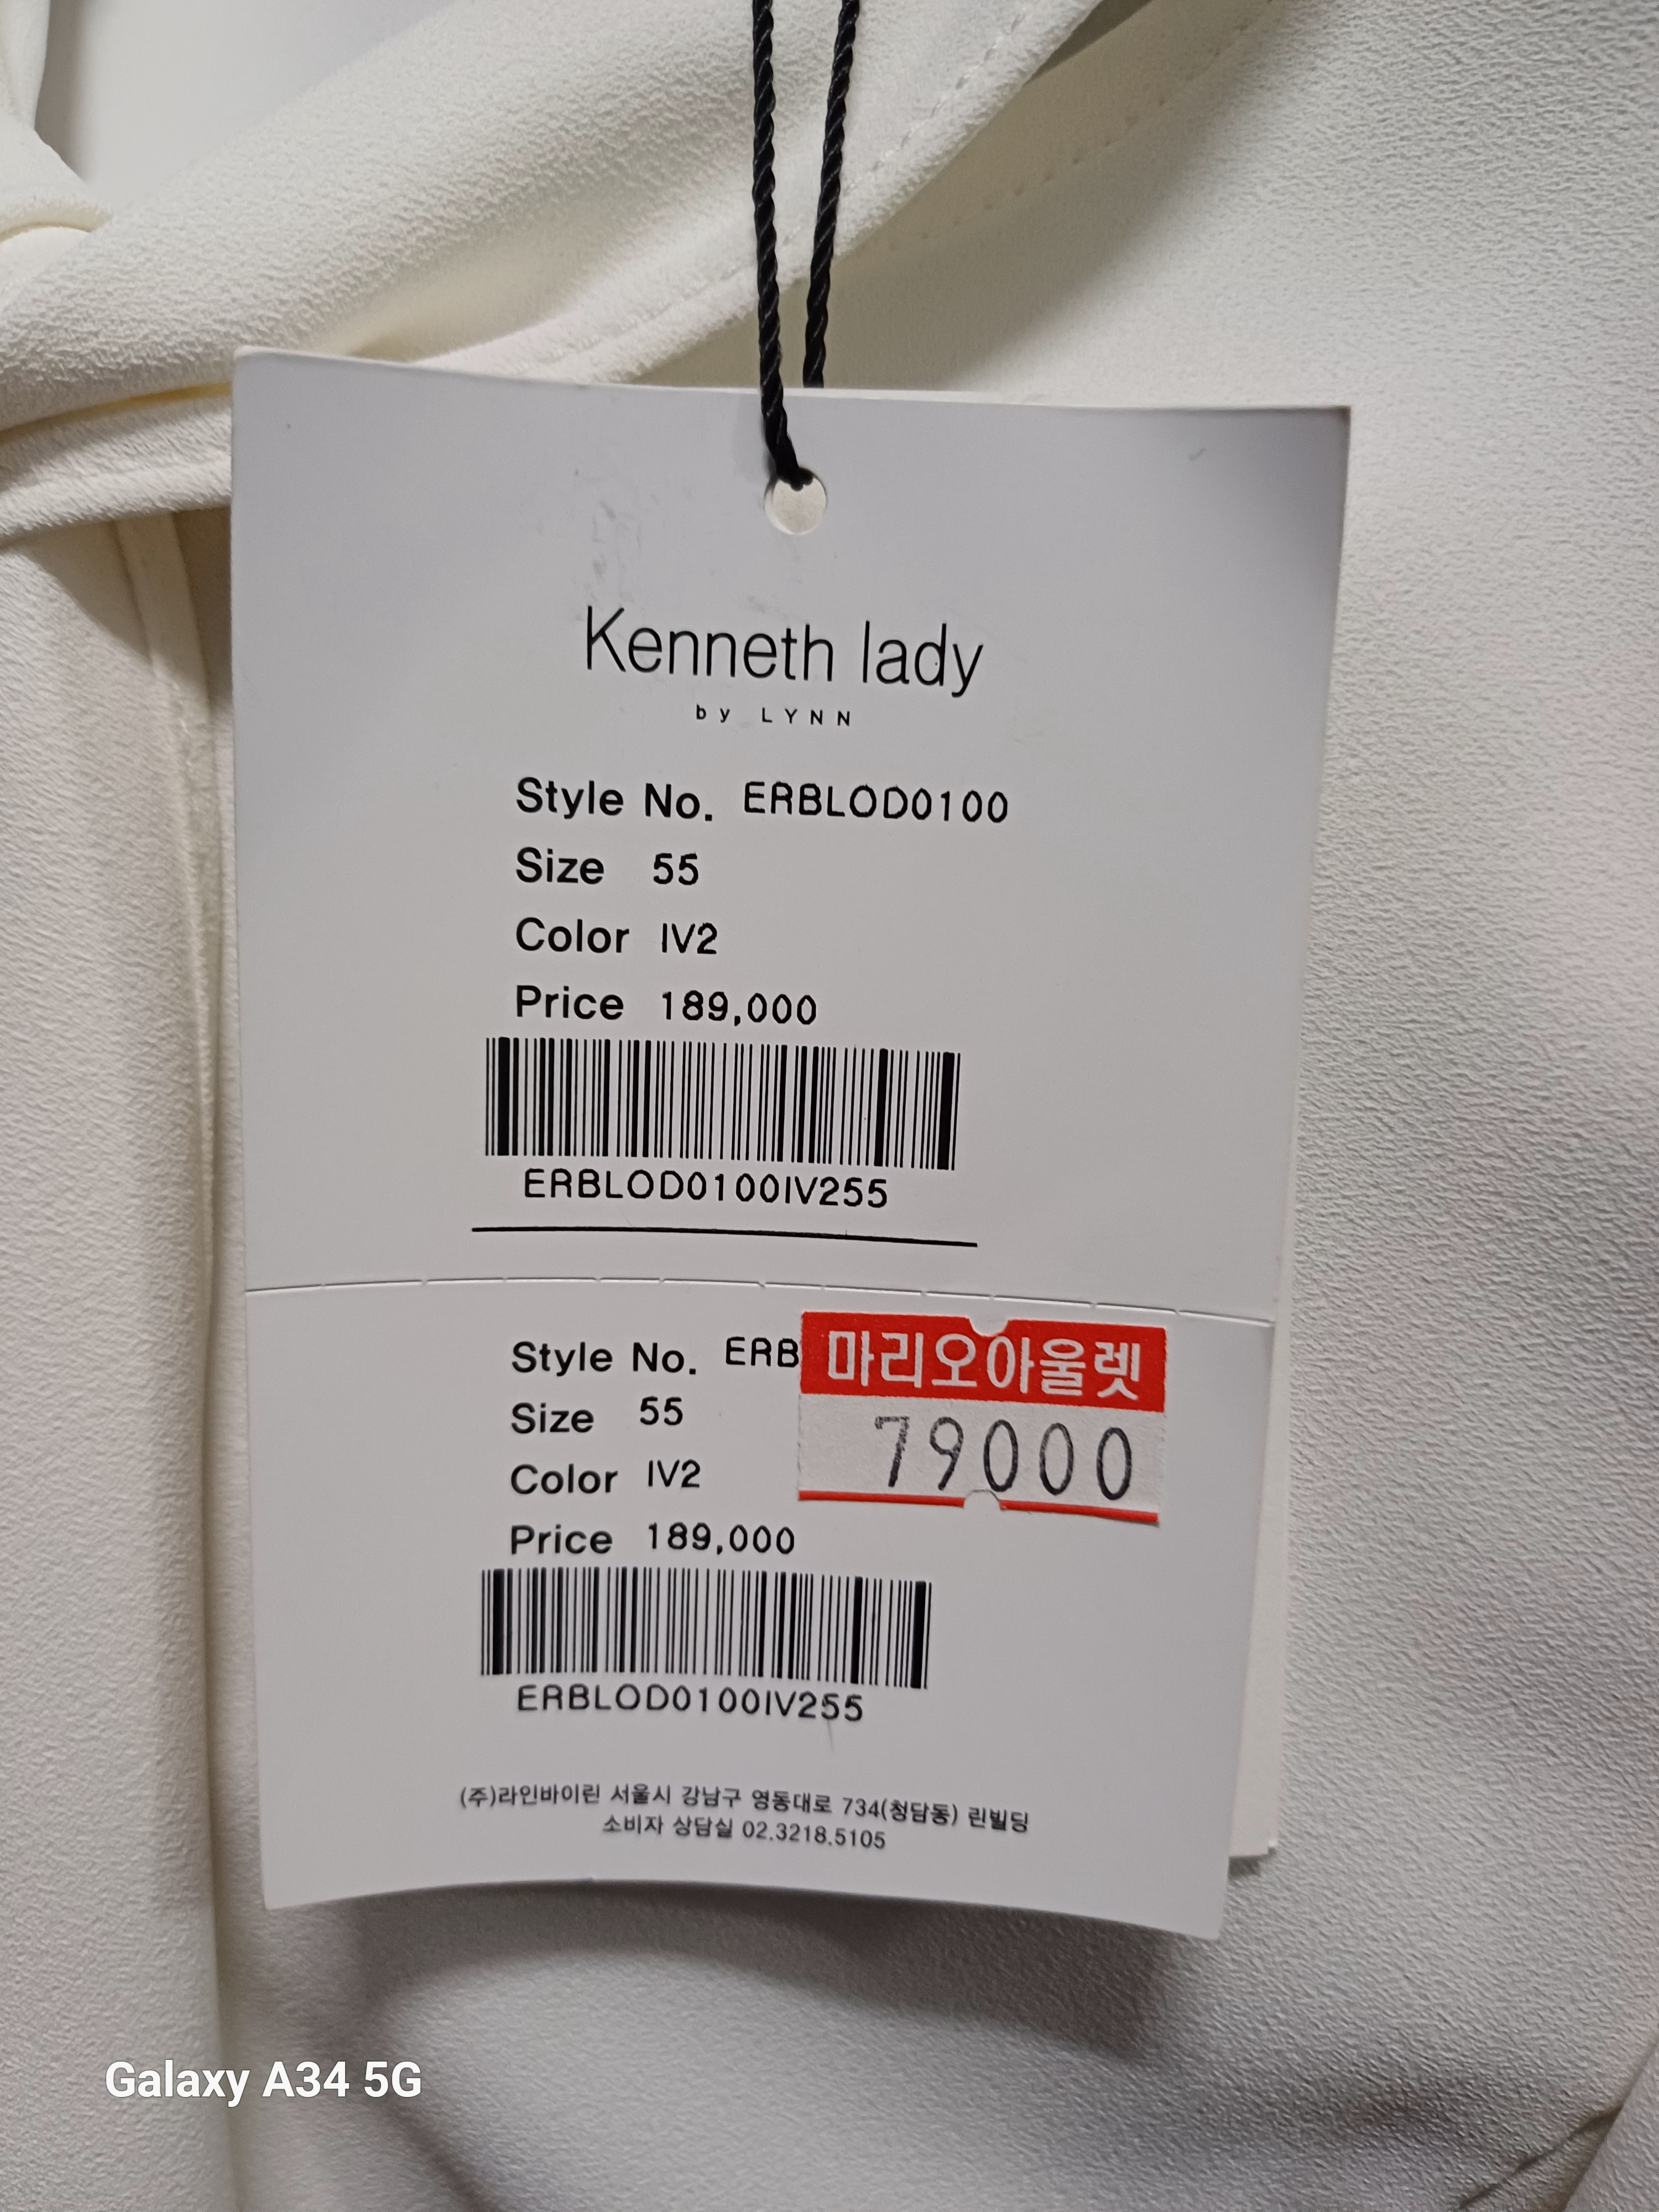 Kenneth lady
by LYNN
Style No. ERBLOD0100
Size 55
Color IV2
Price 189,000
ERBLOD0100IV255
Style No. ERB
마리오아울렛
Size 55
79000
Color IV2
Price 189,000
ERBLOD0100IV255
(주)라인바이린 서울시 강남구 영동대로 734(청담동) 린빌딩
소비자 상담실 02.3218.5105
Galaxy A34 5G